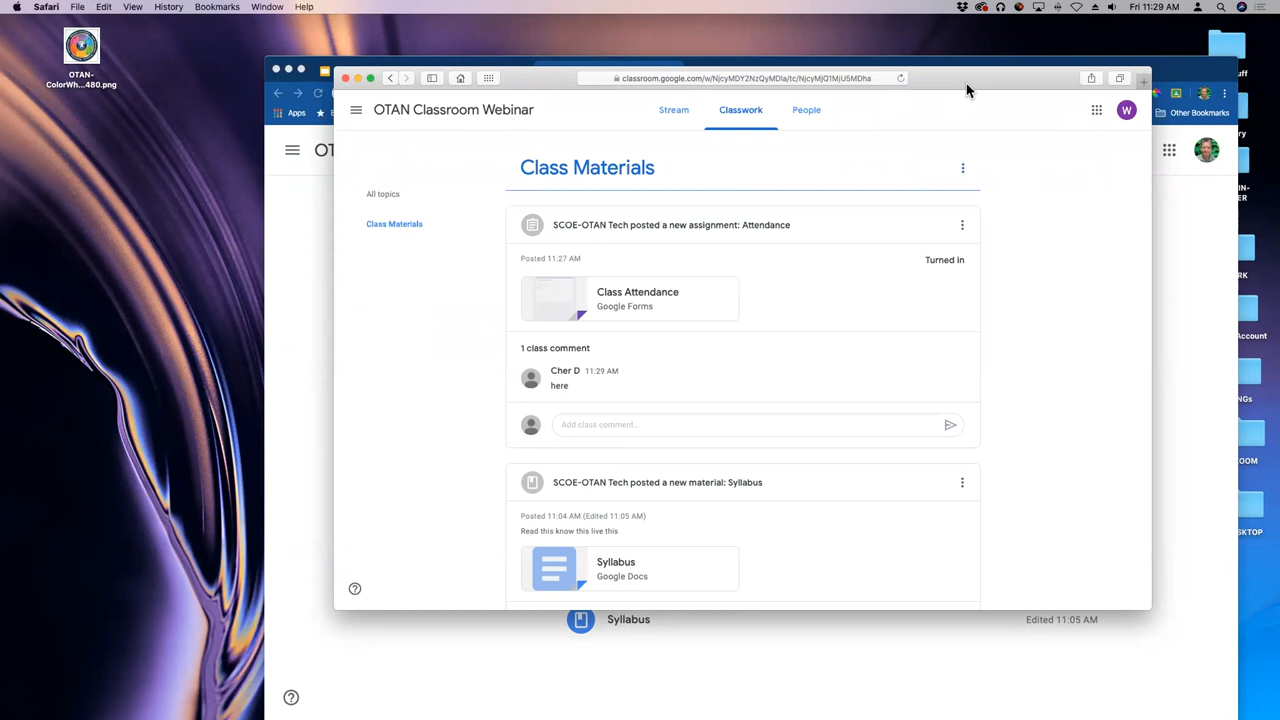 Safari File Edit View History Bookmarks Window Help Fri 11:29 AM
OTAN-
ColorWh...480.png
classroom.google.com/w/NjcyMDY2NzQyMDla/tc/NjcyMjQ1MjU5MDha
Apps
Other Bookmarks
OTAN Classroom Webinar Stream Classwork People W
OT
Class Materials
All topics
Class Materials
SCOE-OTAN Tech posted a new assignment: Attendance
Posted 11:27 AM Turned in
Class Attendance
Google Forms
1 class comment
Cher D 11:29 AM
here
Add class comment...
SCOE-OTAN Tech posted a new material: Syllabus
Posted 11:04 AM (Edited 11:05 AM)
Read this know this live this
Syllabus
Google Docs
Syllabus Edited 11:05 AM
Account
NGs
ZOOM